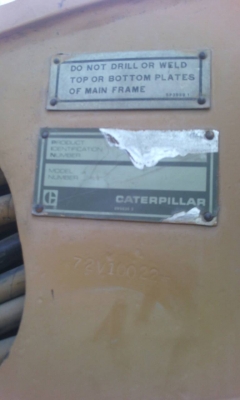 DO NOT DRILL OR WELD
TOP OR BOTTOM PLATES
OF MAIN FRAME
PRODUCT
IDENTIFICATION
NUMBER
MODEL
NUMBER
CATERPILLAR